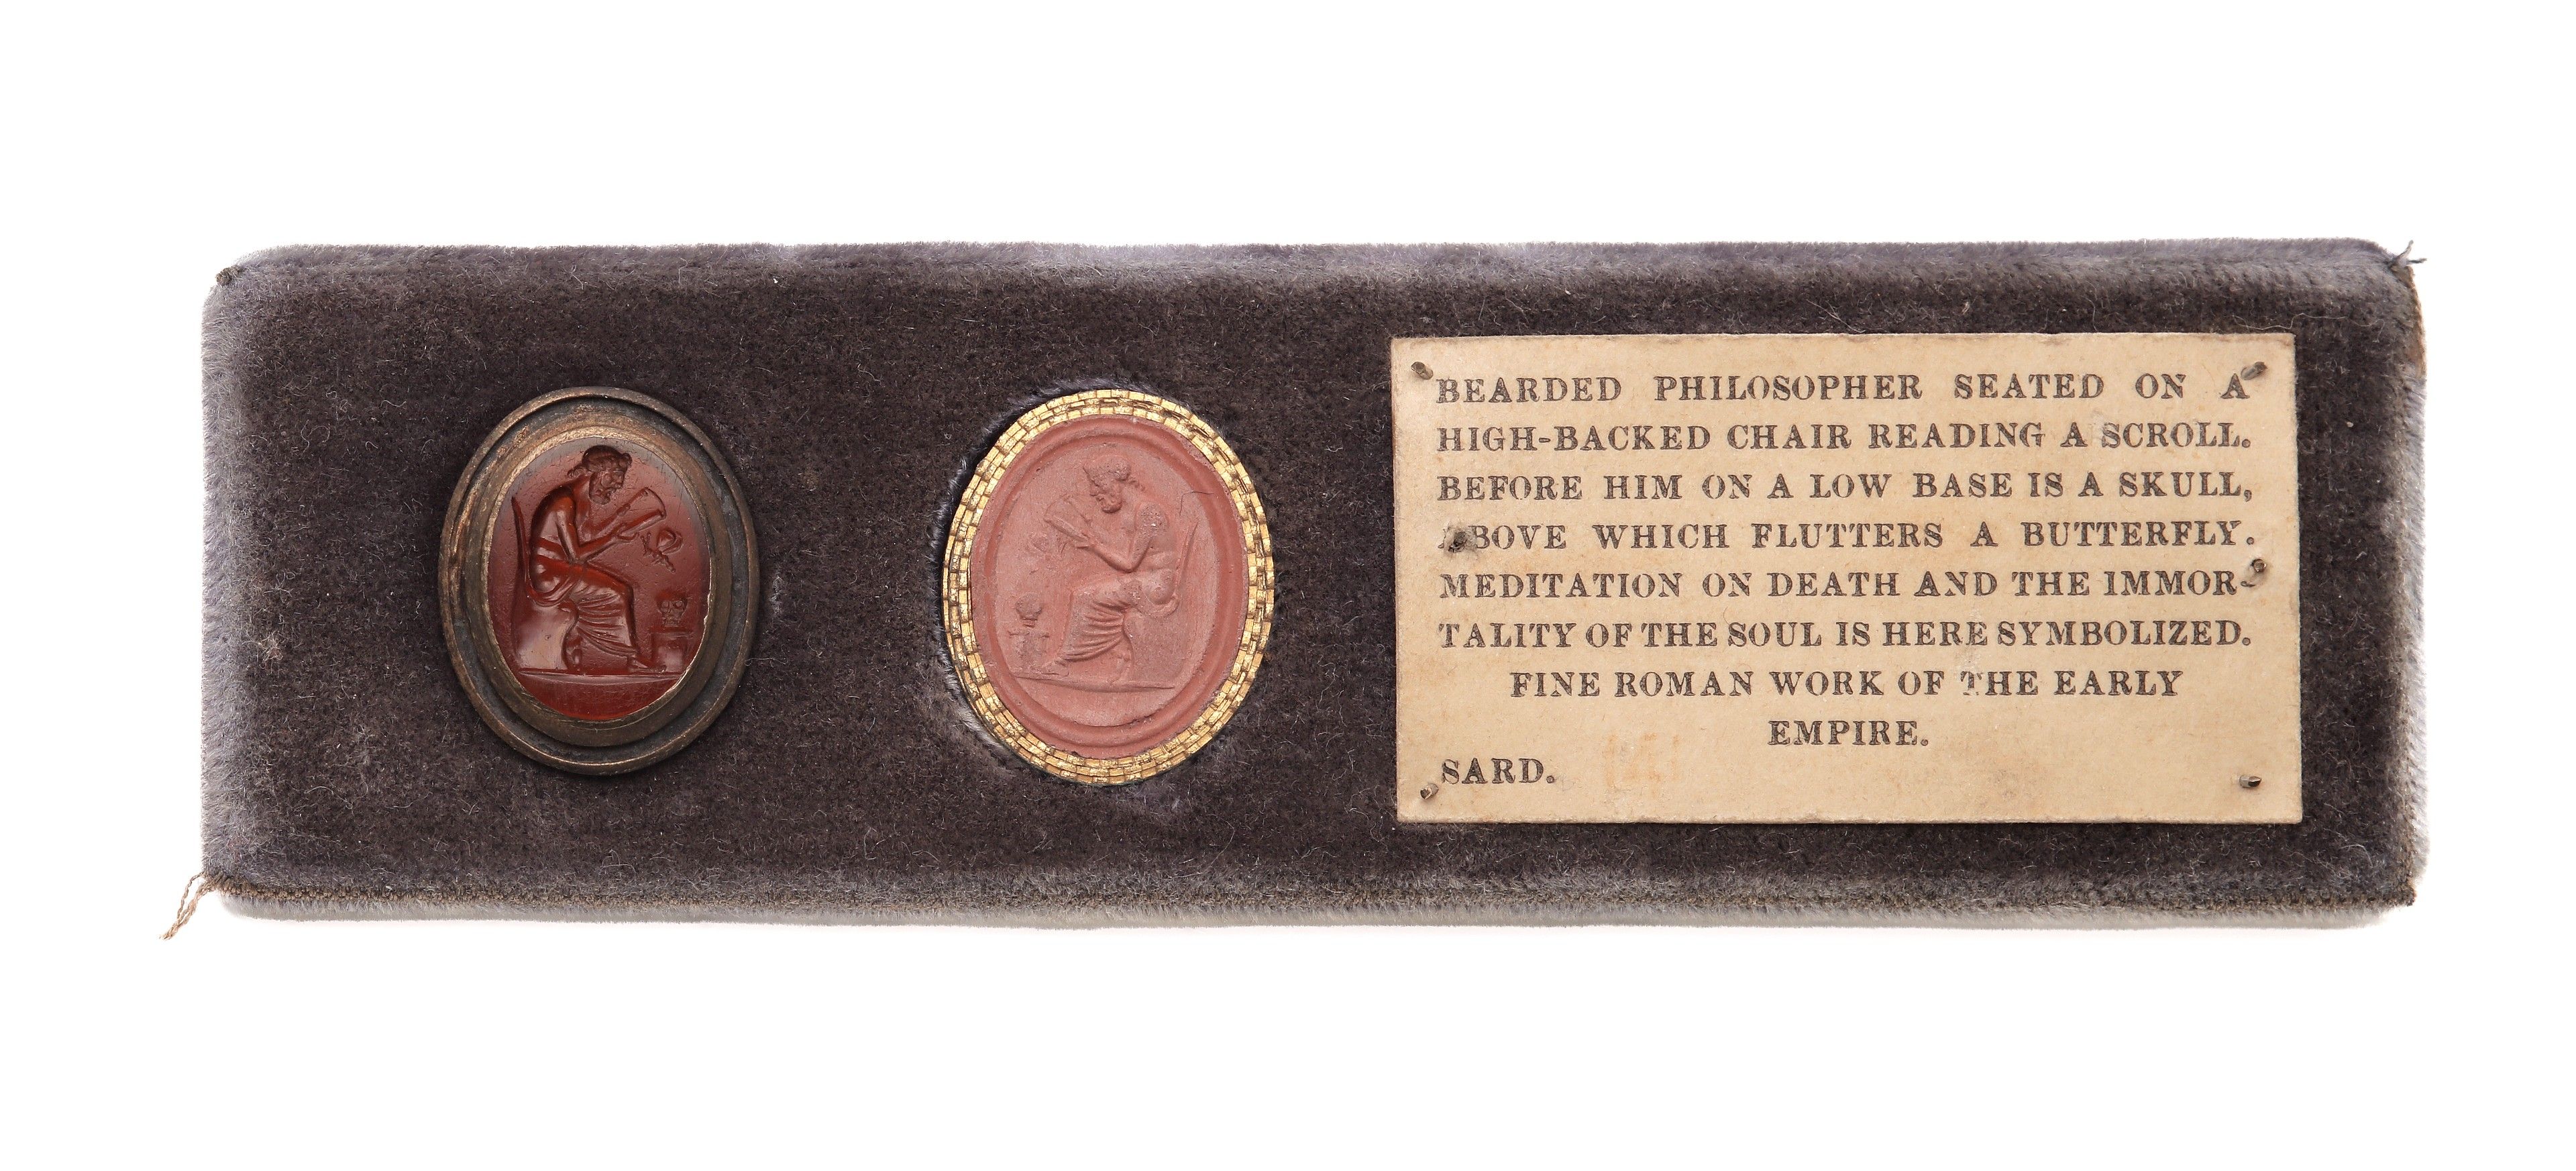 BEARDED PHILOSOPHER SEATED ON A
HIGH-BACKED CHAIR READING A SCROLL.
BEFORE HIM ON A LOW BASE IS A SKULL,
ABOVE WHICH FLUTTERS A BUTTERFLY.
MEDITATION ON DEATH AND THE IMMOR-
TALITY OF THE SOUL IS HERE SYMBOLIZED.
FINE ROMAN WORK OF THE EARLY
EMPIRE.
SARD.